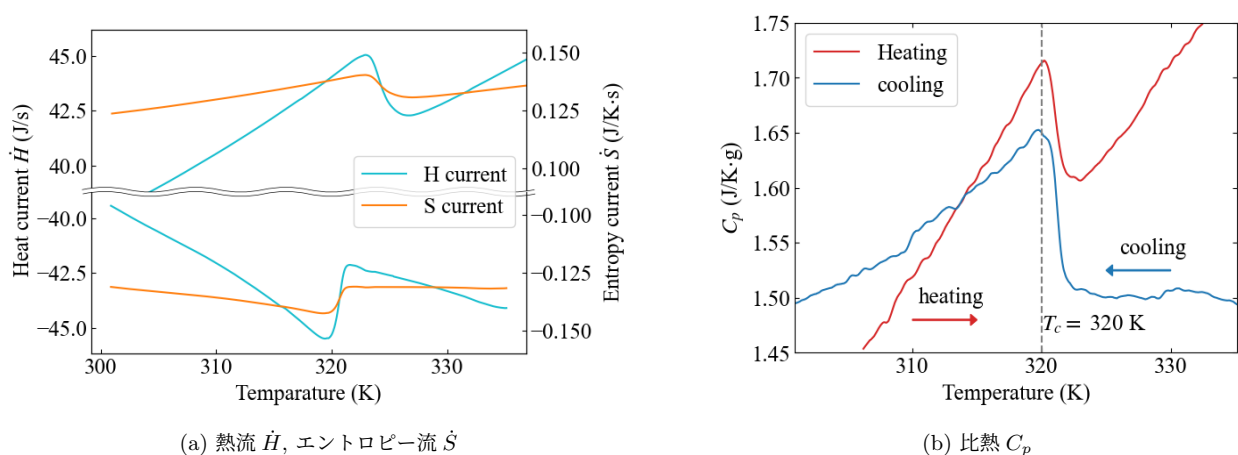 45.0
42.5
40.0
−40.0
−42.5
−45.0
Heat current Ḣ (J/s)
0.150
0.125
0.100
−0.100
−0.125
−0.150
Entropy current Ṡ (J/K·s)
H current
S current
300
310
320
330
Temparature (K)
(a) 熱流 Ḣ, エントロピー流 Ṡ
1.75
1.70
1.65
1.60
1.55
1.50
1.45
Cp (J/K·g)
Heating
cooling
cooling
heating
Tc = 320 K
310
320
330
Temperature (K)
(b) 比熱 Cp